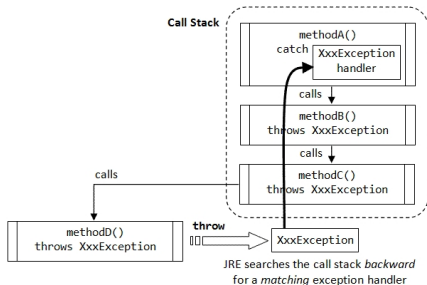 Call Stack
methodA()
catch
XxxException
handler
calls
methodB()
throws XxxException
calls
methodC()
throws XxxException
calls
methodD()
throws XxxException
throw
XxxException
JRE searches the call stack backward
for a matching exception handler